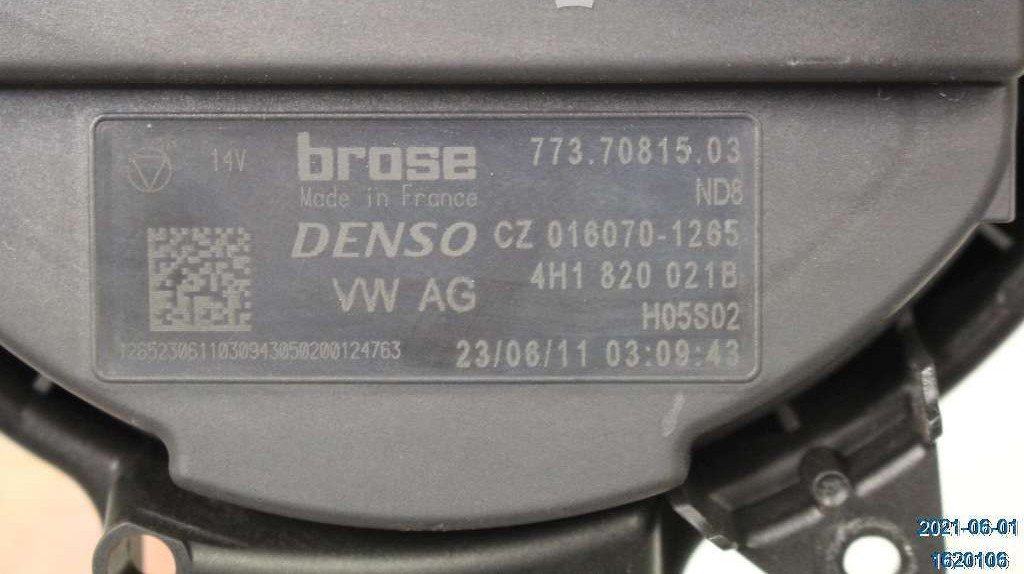 14V brose 773.70815.03
Made in France ND8
DENSO CZ 016070-1265
VW AG 4H1 820 021B
H05S02
1265230611030943050200124763 23/06/11 03:09:43
2021-06-01
1620106